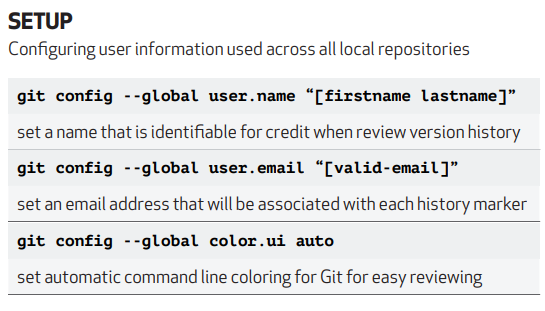 SETUP
Configuring user information used across all local repositories
git config --global user.name “[firstname lastname]”
set a name that is identifiable for credit when review version history
git config --global user.email “[valid-email]”
set an email address that will be associated with each history marker
git config --global color.ui auto
set automatic command line coloring for Git for easy reviewing